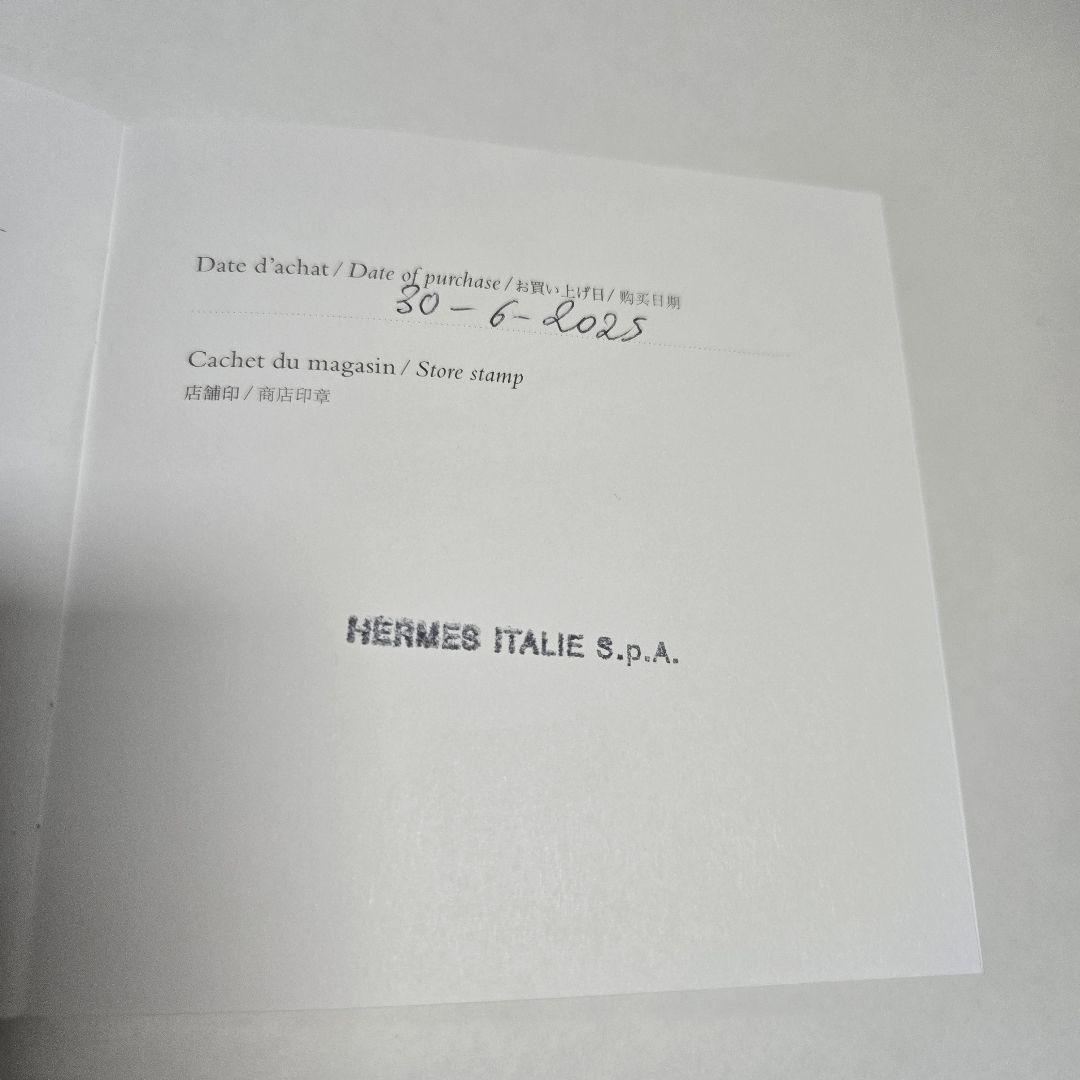 Date d'achat / Date of purchase / お買い上げ日 / 购买日期
30 - 6 - 2025
Cachet du magasin / Store stamp
店舗印 / 商店印章
HERMES ITALIE S.p.A.